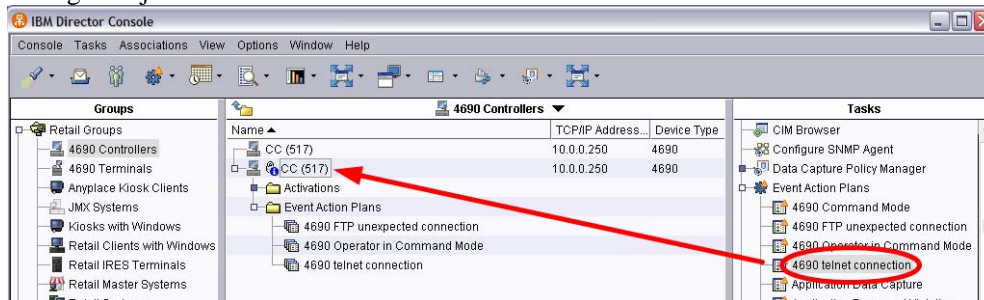 IBM Director Console
Console Tasks Associations View Options Window Help
Groups
4690 Controllers
Tasks
Retail Groups
4690 Controllers
4690 Terminals
Anyplace Kiosk Clients
JMX Systems
Kiosks with Windows
Retail Clients with Windows
Retail IRES Terminals
Retail Master Systems
Name TCP/IP Address... Device Type
CC (517) 10.0.0.250 4690
CC (517) 10.0.0.250 4690
Activations
Event Action Plans
4690 FTP unexpected connection
4690 Operator in Command Mode
4690 telnet connection
CIM Browser
Configure SNMP Agent
Data Capture Policy Manager
Event Action Plans
4690 Command Mode
4690 FTP unexpected connection
4690 Operator in Command Mode
4690 telnet connection
Application Data Capture